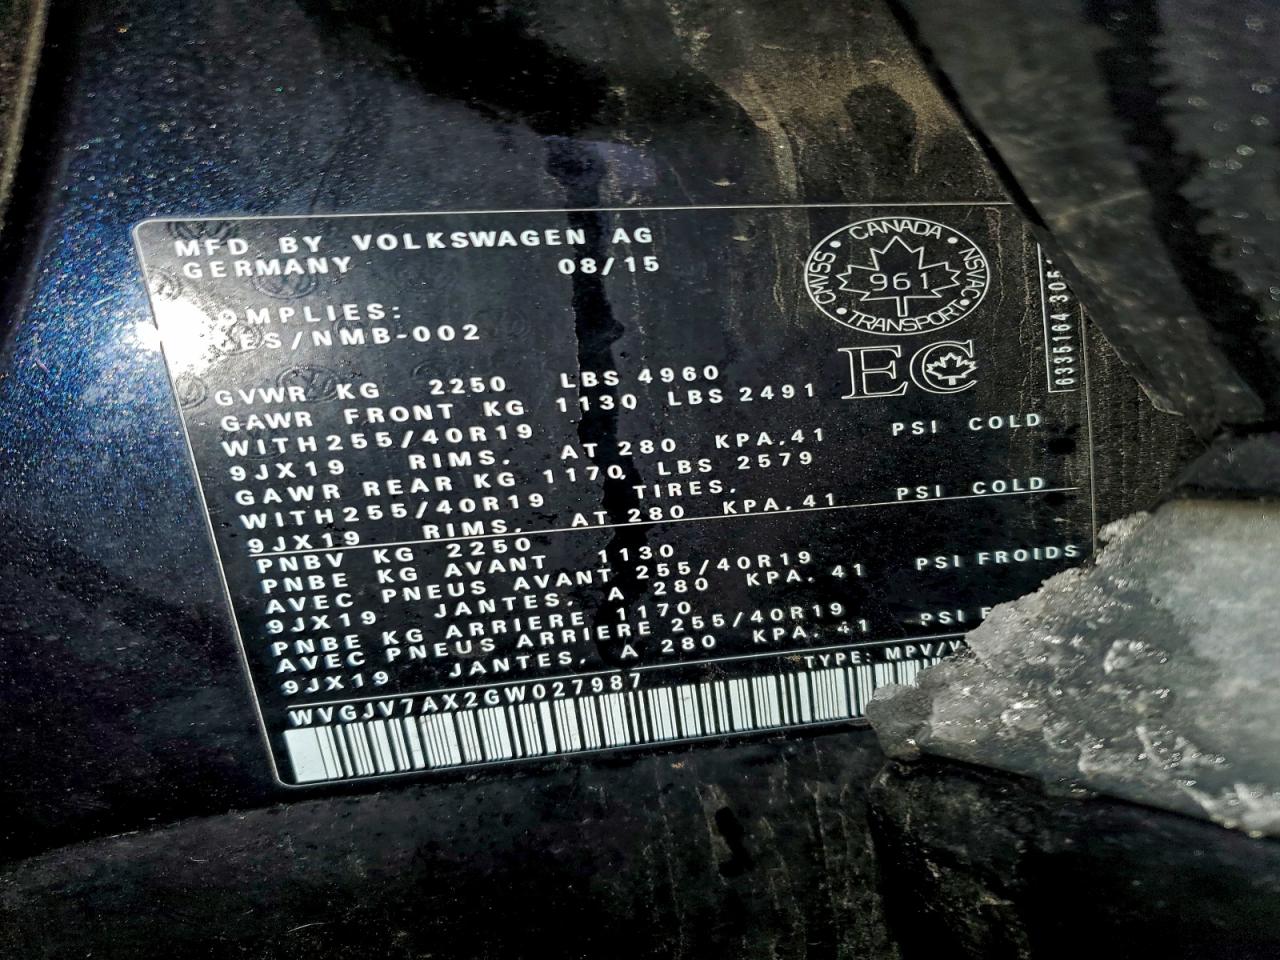 MFD BY VOLKSWAGEN AG
GERMANY 08/15
CANADA
CMVSS NSVAC
961
TRANSPORT
COMPLIES:
/NMB-002
EC
6335164 305
GVWR KG 2250 LBS 4960
GAWR FRONT KG 1130 LBS 2491
WITH255/40R19
9JX19 RIMS. AT 280 KPA.41 PSI COLD
GAWR REAR KG 1170 LBS 2579
WITH255/40R19 TIRES.
9JX19 RIMS. AT 280 KPA.41 PSI COLD
PNBV KG 2250
PNBE KG AVANT 1130
AVEC PNEUS AVANT 255/40R19
9JX19 JANTES. A 280 KPA. 41 PSI FROIDS
PNBE KG ARRIERE 1170
AVEC PNEUS ARRIERE 255/40R19
9JX19 JANTES. A 280 KPA. 41 PSI
WVGJV7AX2GW027987 TYPE: MPV/